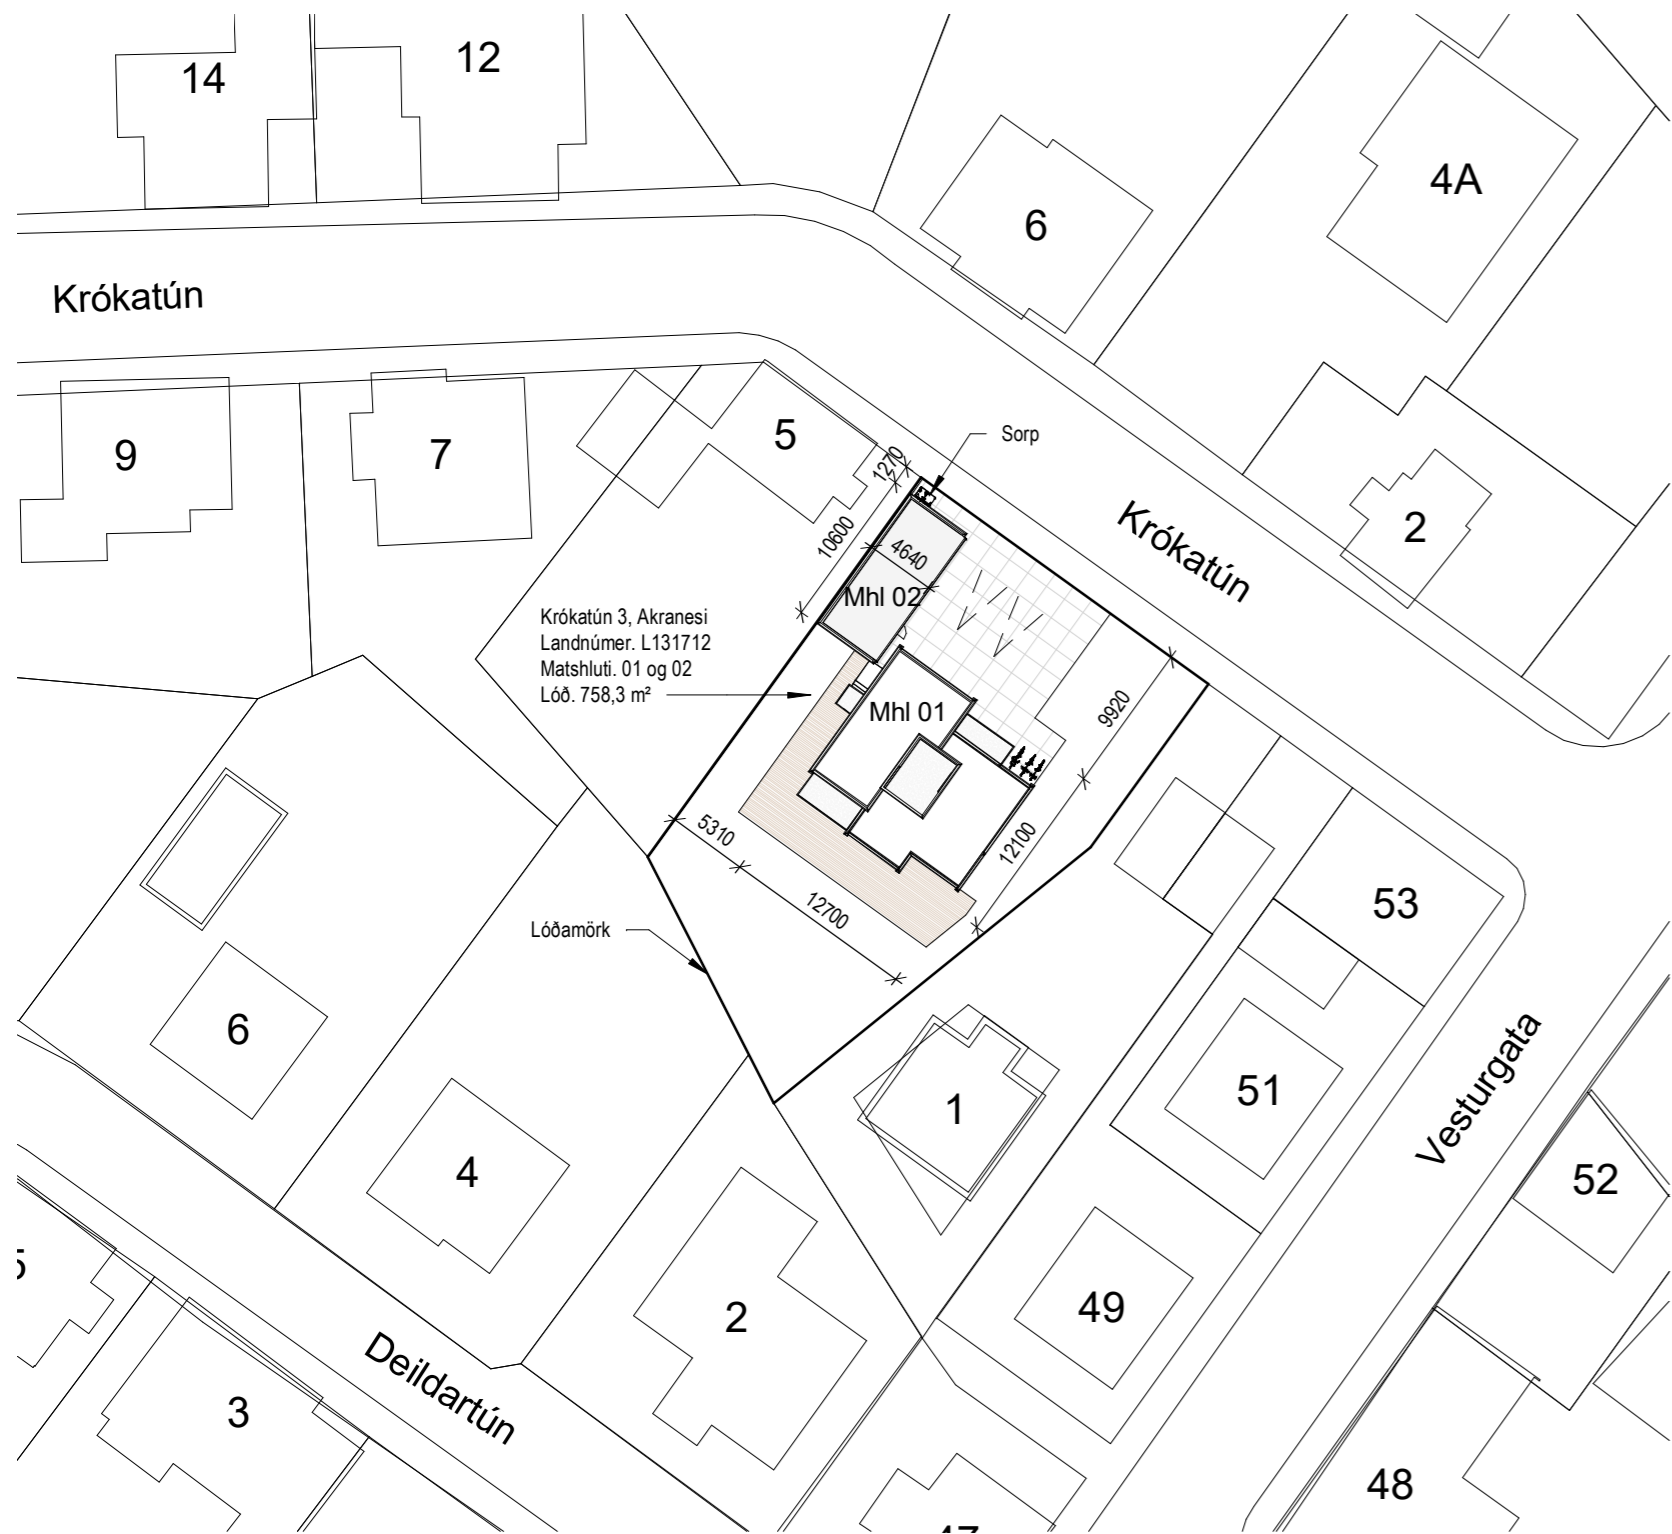 14
12
6
4A
Krókatún
9
7
5
Sorp
1270
10600
4640
Mhl 02
Krókatún
2
Krókatún 3, Akranesi
Landnúmer. L131712
Matshluti. 01 og 02
Lóð. 758,3 m²
Mhl 01
9920
12100
5310
12700
Lóðamörk
53
6
4
1
51
Vesturgata
52
2
49
Deildartún
3
48